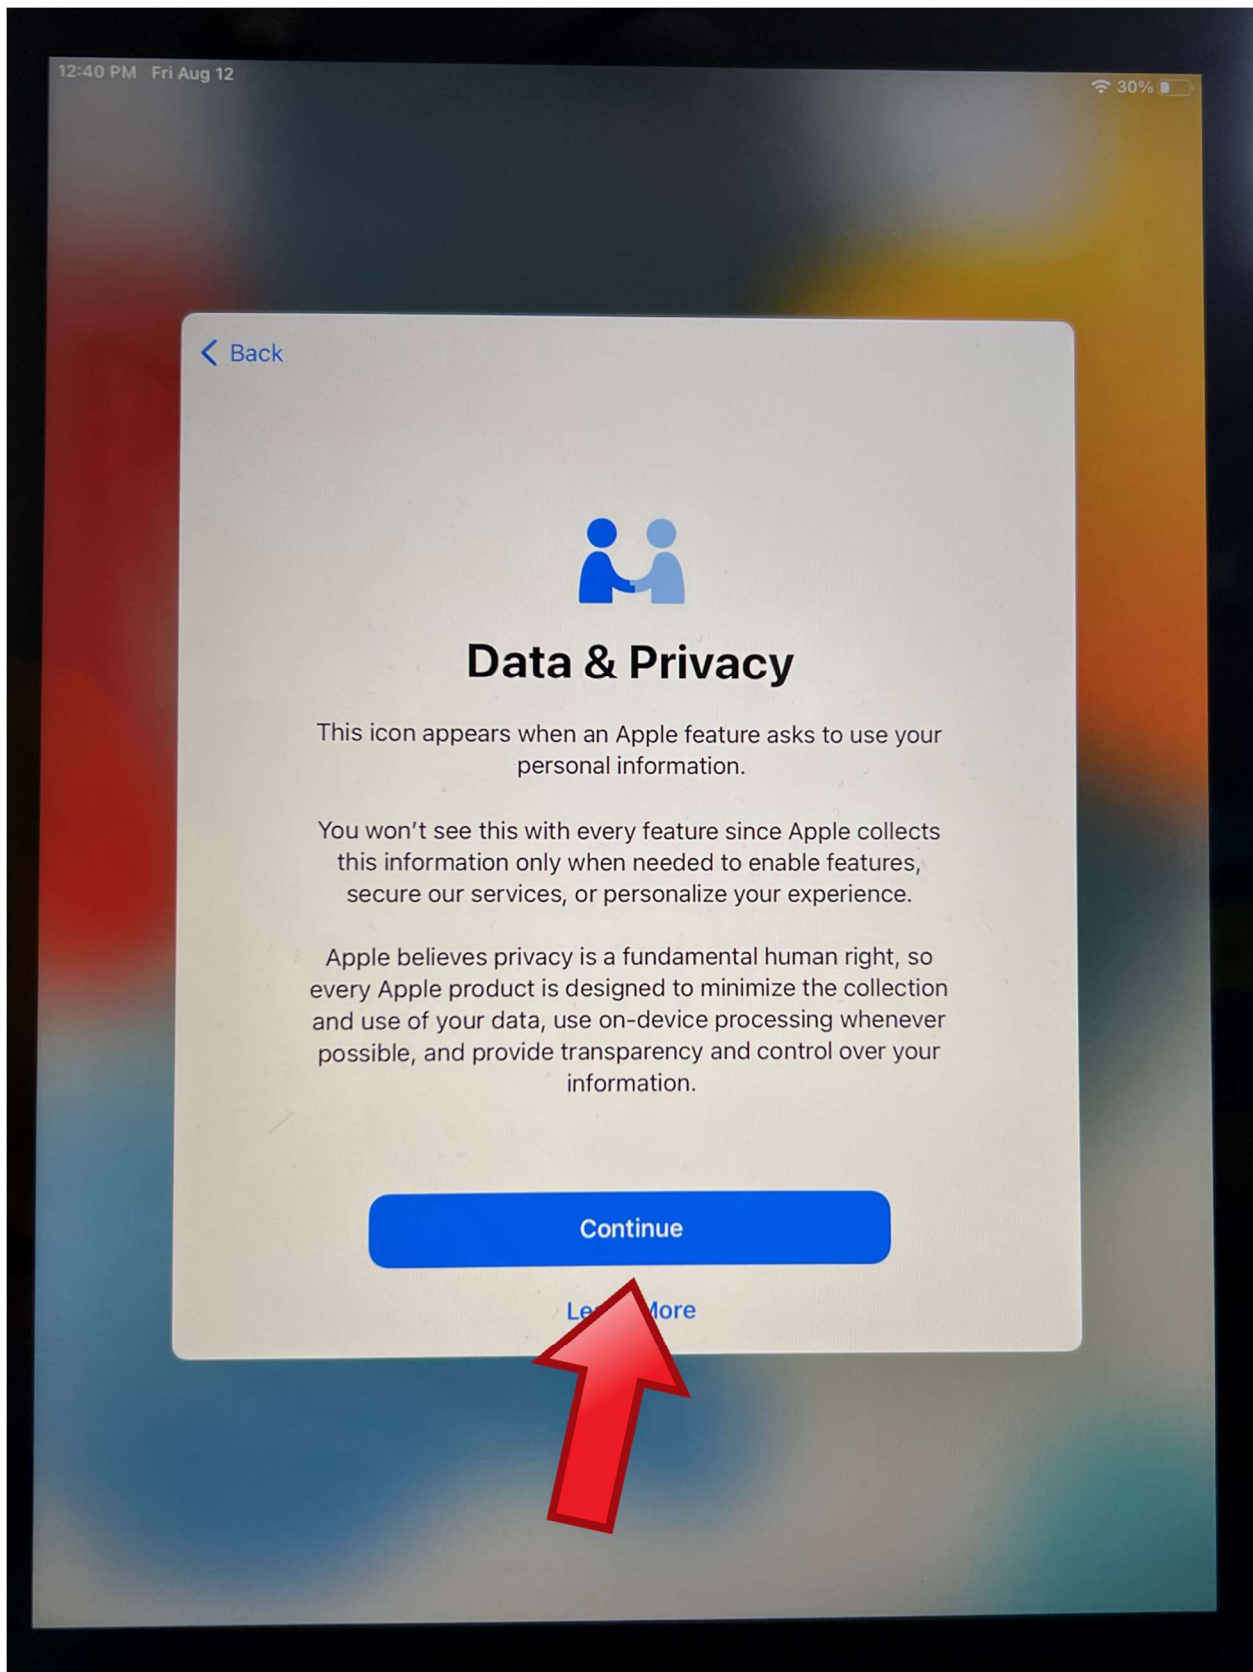 12:40 PM Fri Aug 12
30%
Back
Data & Privacy
This icon appears when an Apple feature asks to use your
personal information.
You won't see this with every feature since Apple collects
this information only when needed to enable features,
secure our services, or personalize your experience.
Apple believes privacy is a fundamental human right, so
every Apple product is designed to minimize the collection
and use of your data, use on-device processing whenever
possible, and provide transparency and control over your
information.
Continue